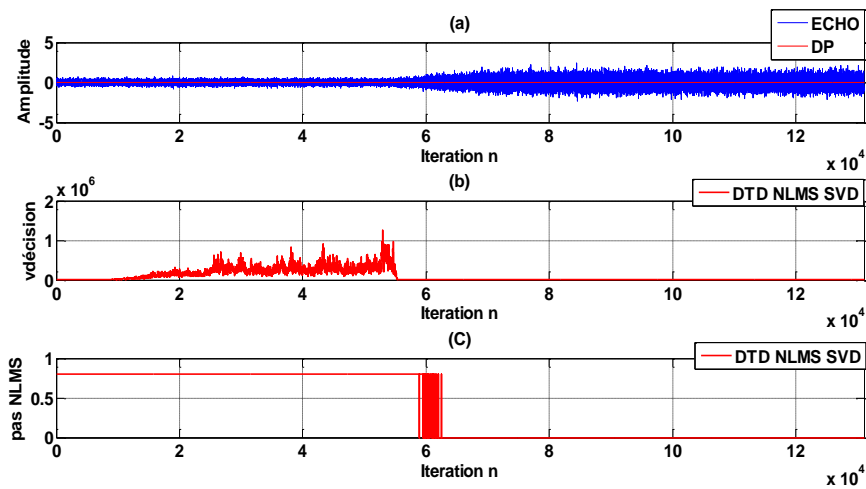 (a)
ECHO
DP
5
0
-5
Amplitude
0 2 4 6 8 10 12
Iteration n
x 10^4
(b)
x 10^6
DTD NLMS SVD
2
1
0
vdécision
0 2 4 6 8 10 12
Iteration n
x 10^4
(C)
DTD NLMS SVD
1
0.5
0
pas NLMS
0 2 4 6 8 10 12
Iteration n
x 10^4